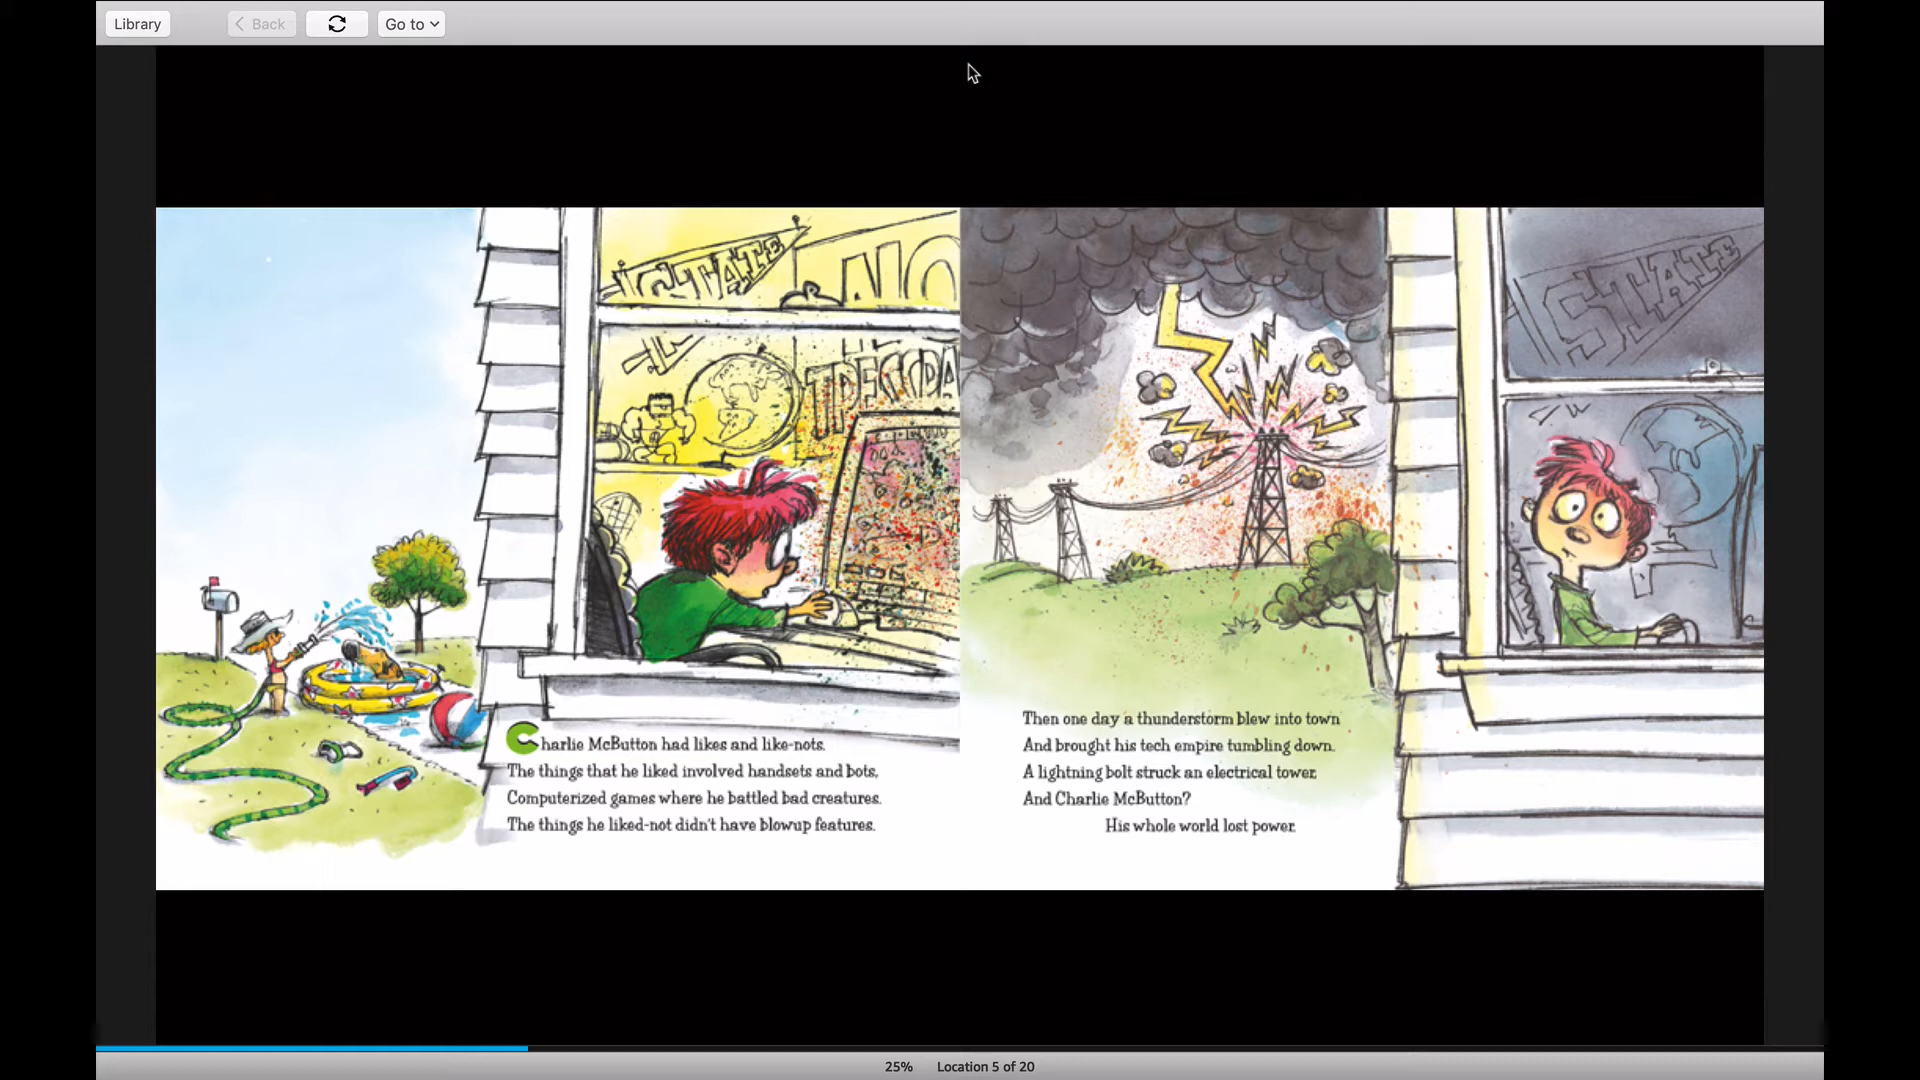 Library
Back
Go to
STATE
NO
STATE
Charlie McButton had likes and like-nots.
The things that he liked involved handsets and bots,
Computerized games where he battled bad creatures.
The things he liked-not didn't have blowup features.
Then one day a thunderstorm blew into town
And brought his tech empire tumbling down.
A lightning bolt struck an electrical tower,
And Charlie McButton?
His whole world lost power.
25% Location 5 of 20